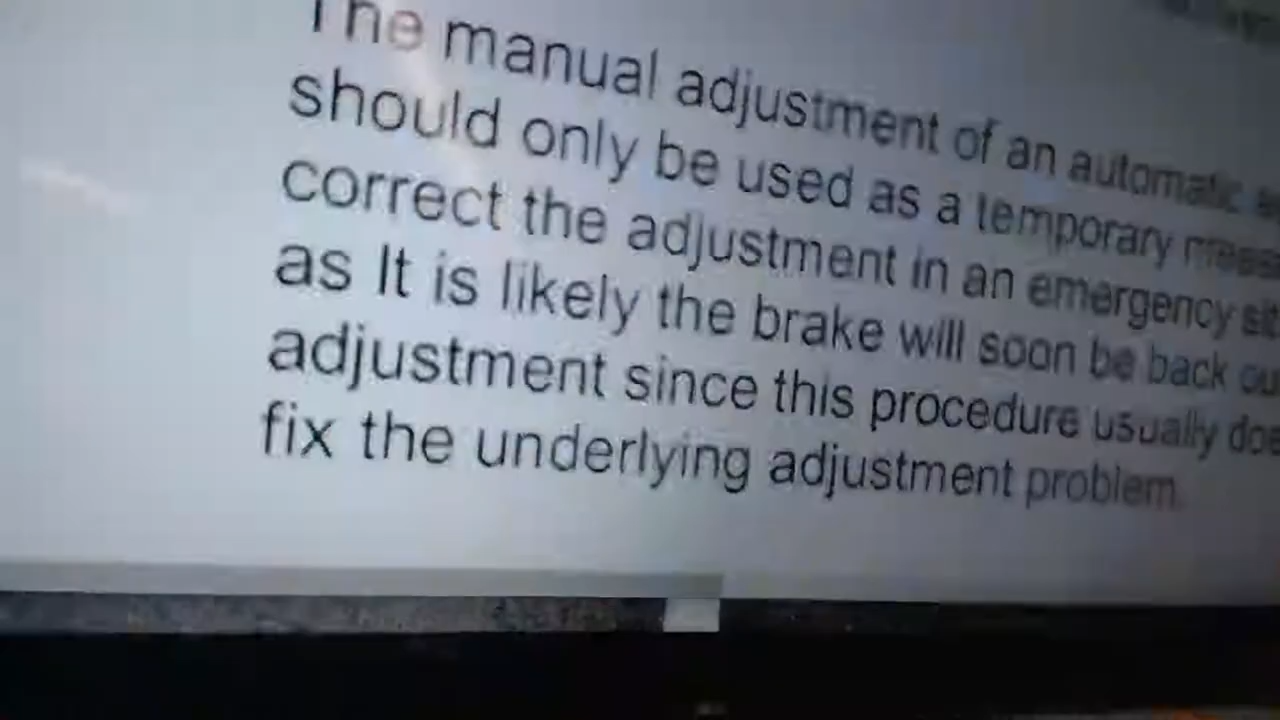 The manual adjustment of an automatic
should only be used as a temporary
correct the adjustment in an emergency
as It is likely the brake will soon be back
adjustment since this procedure usually
fix the underlying adjustment problem.